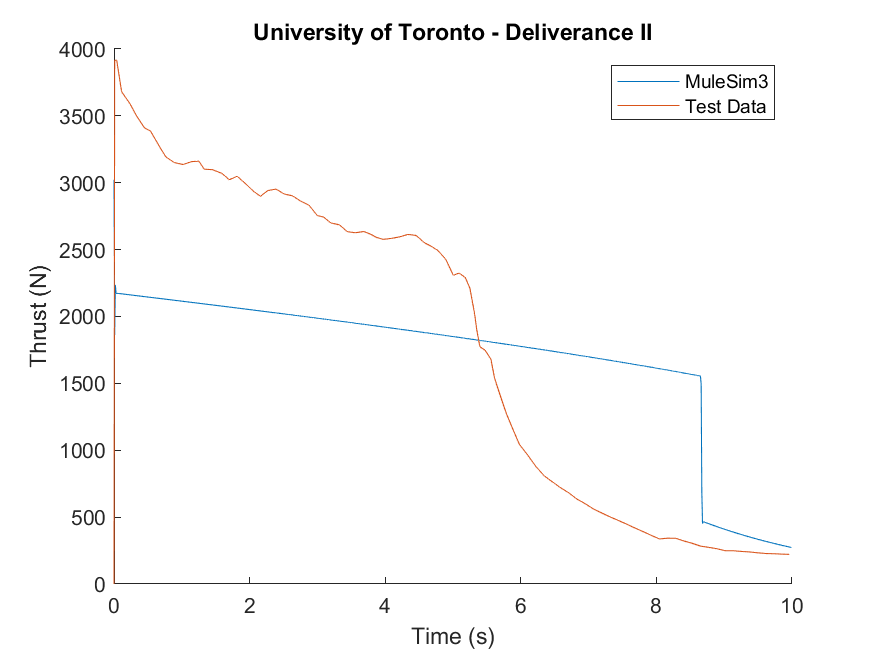 University of Toronto - Deliverance II
MuleSim3
Test Data
Thrust (N)
4000
3500
3000
2500
2000
1500
1000
500
0
0 2 4 6 8 10
Time (s)